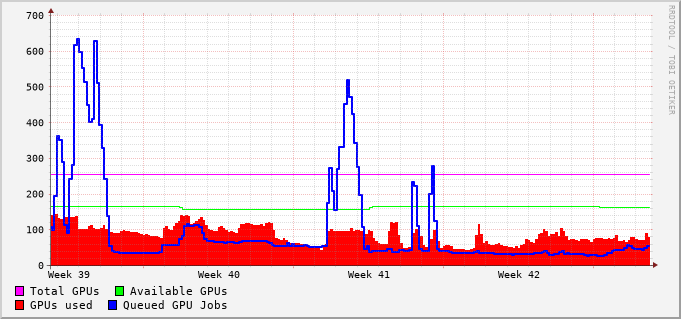 700
600
500
400
300
200
100
0
Week 39 Week 40 Week 41 Week 42
Total GPUs Available GPUs
GPUs used Queued GPU Jobs
RRDTOOL / TOBI OETIKER